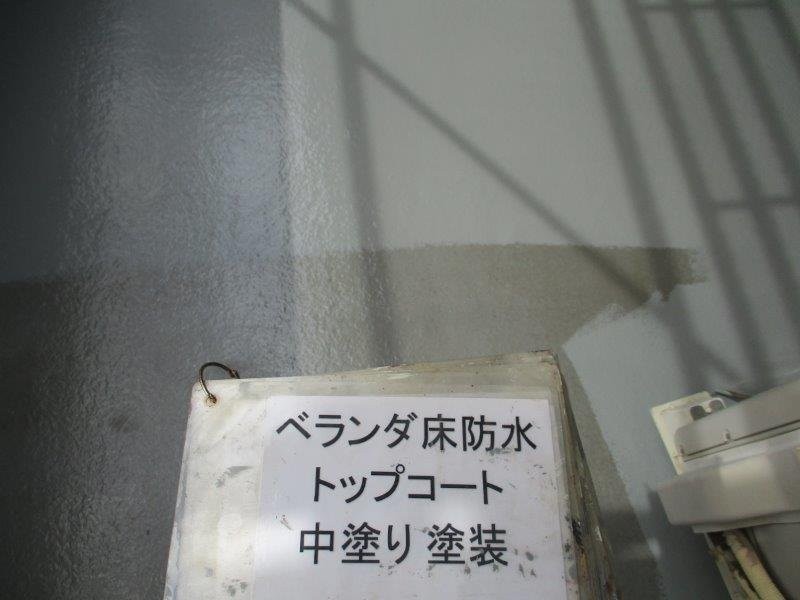 ベランダ床防水
トップコート
中塗り 塗装